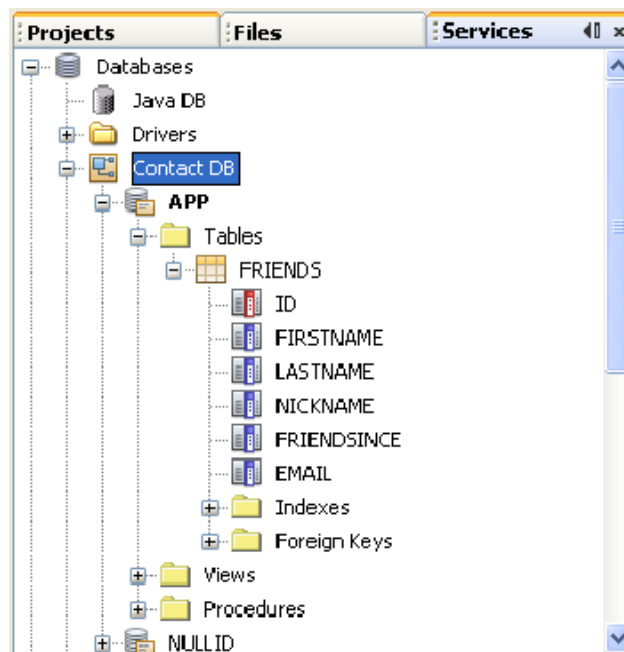 Projects Files Services
Databases
Java DB
Drivers
Contact DB
APP
Tables
FRIENDS
ID
FIRSTNAME
LASTNAME
NICKNAME
FRIENDSINCE
EMAIL
Indexes
Foreign Keys
Views
Procedures
NULLID